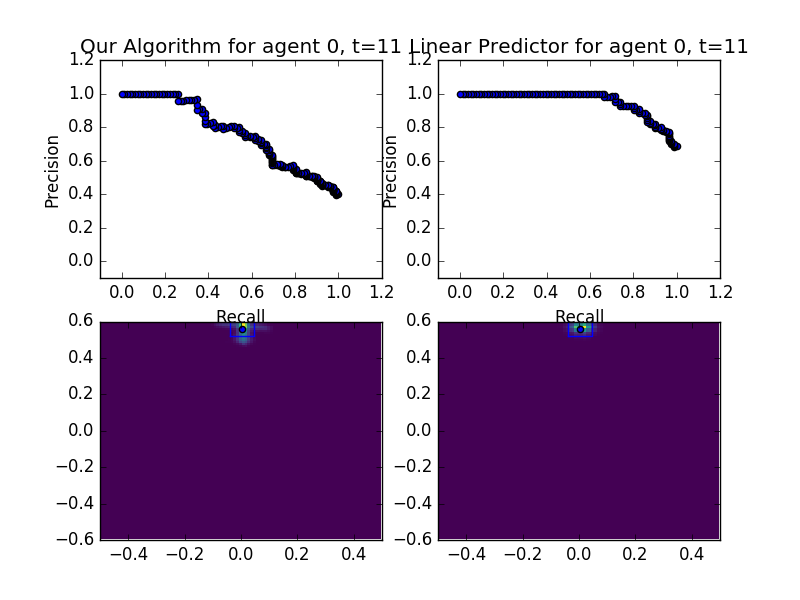 Our Algorithm for agent 0, t=11
Linear Predictor for agent 0, t=11
1.2
1.0
0.8
0.6
0.4
0.2
0.0
Precision
0.0 0.2 0.4 0.6 0.8 1.0 1.2
Recall
1.2
1.0
0.8
0.6
0.4
0.2
0.0
Precision
0.0 0.2 0.4 0.6 0.8 1.0 1.2
Recall
0.6
0.4
0.2
0.0
−0.2
−0.4
−0.6
−0.4 −0.2 0.0 0.2 0.4
0.6
0.4
0.2
0.0
−0.2
−0.4
−0.6
−0.4 −0.2 0.0 0.2 0.4